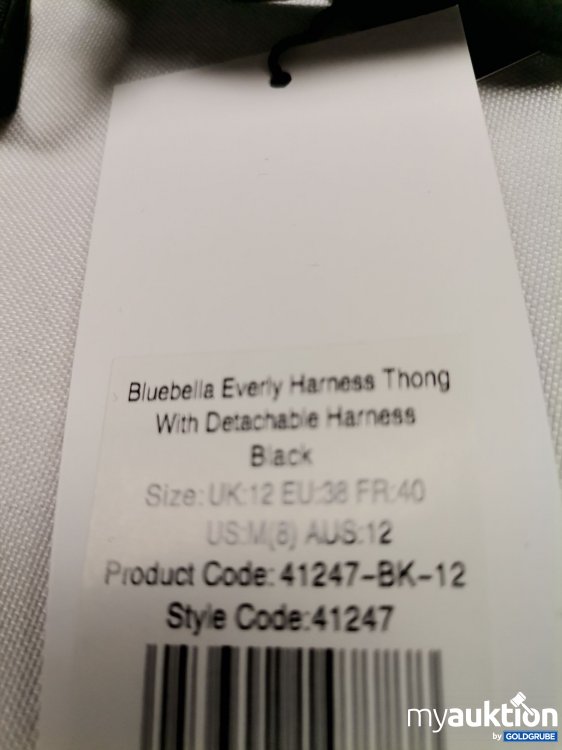 Bluebella Everly Harness Thong
With Detachable Harness
Black
Size: UK:12 EU:38 FR:40
US:M(8) AUS:12
Product Code: 41247-BK-12
Style Code:41247
myauktion
by GOLDGRUBE